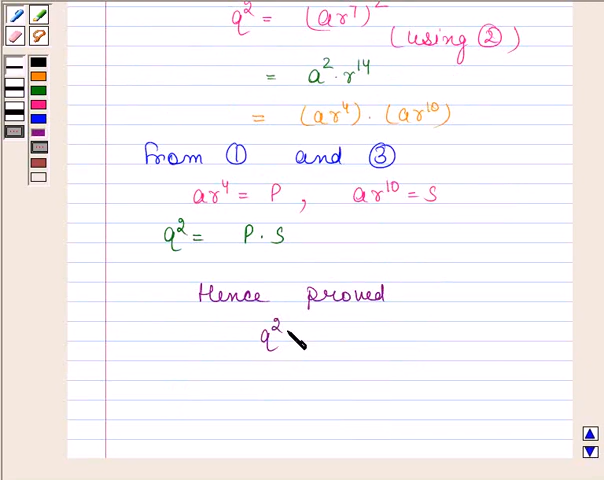 q² = (ar⁷)²
(using ②)
= a² · r¹⁴
= (ar⁴) · (ar¹⁰)
From ① and ③
ar⁴ = P , ar¹⁰ = S
q² = P · S
Hence proved
q²